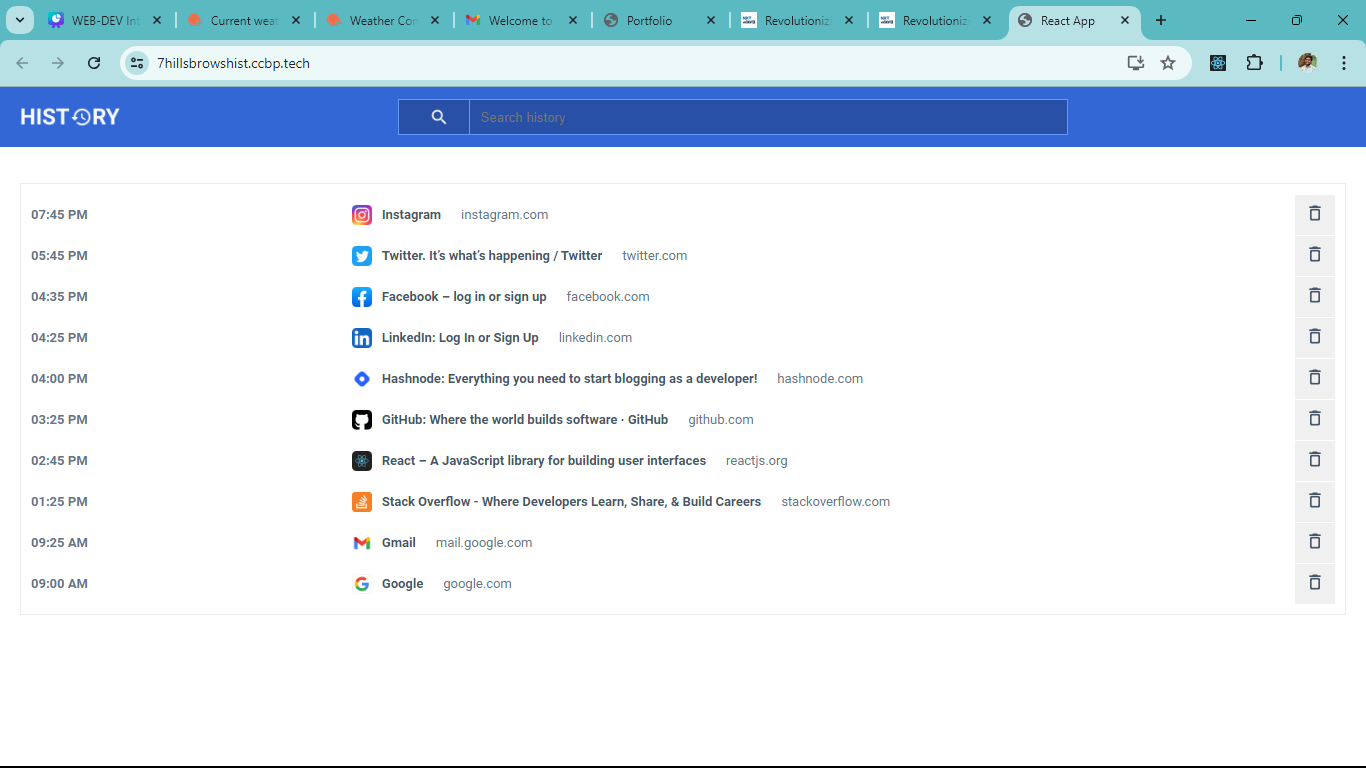 WEB-DEV Int
Current weat
Weather Con
Welcome to
Portfolio
Revolutioniz
Revolutioniz
React App
7hillsbrowshist.ccbp.tech
HISTORY
Search history
07:45 PM Instagram instagram.com
05:45 PM Twitter. It’s what’s happening / Twitter twitter.com
04:35 PM Facebook – log in or sign up facebook.com
04:25 PM LinkedIn: Log In or Sign Up linkedin.com
04:00 PM Hashnode: Everything you need to start blogging as a developer! hashnode.com
03:25 PM GitHub: Where the world builds software · GitHub github.com
02:45 PM React – A JavaScript library for building user interfaces reactjs.org
01:25 PM Stack Overflow - Where Developers Learn, Share, & Build Careers stackoverflow.com
09:25 AM Gmail mail.google.com
09:00 AM Google google.com